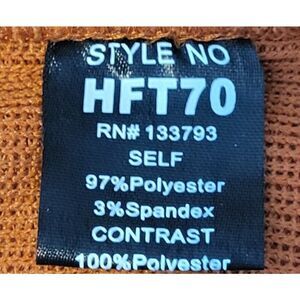 STYLE NO
HFT70
RN# 133793
SELF
97%Polyester
3%Spandex
CONTRAST
100%Polyester